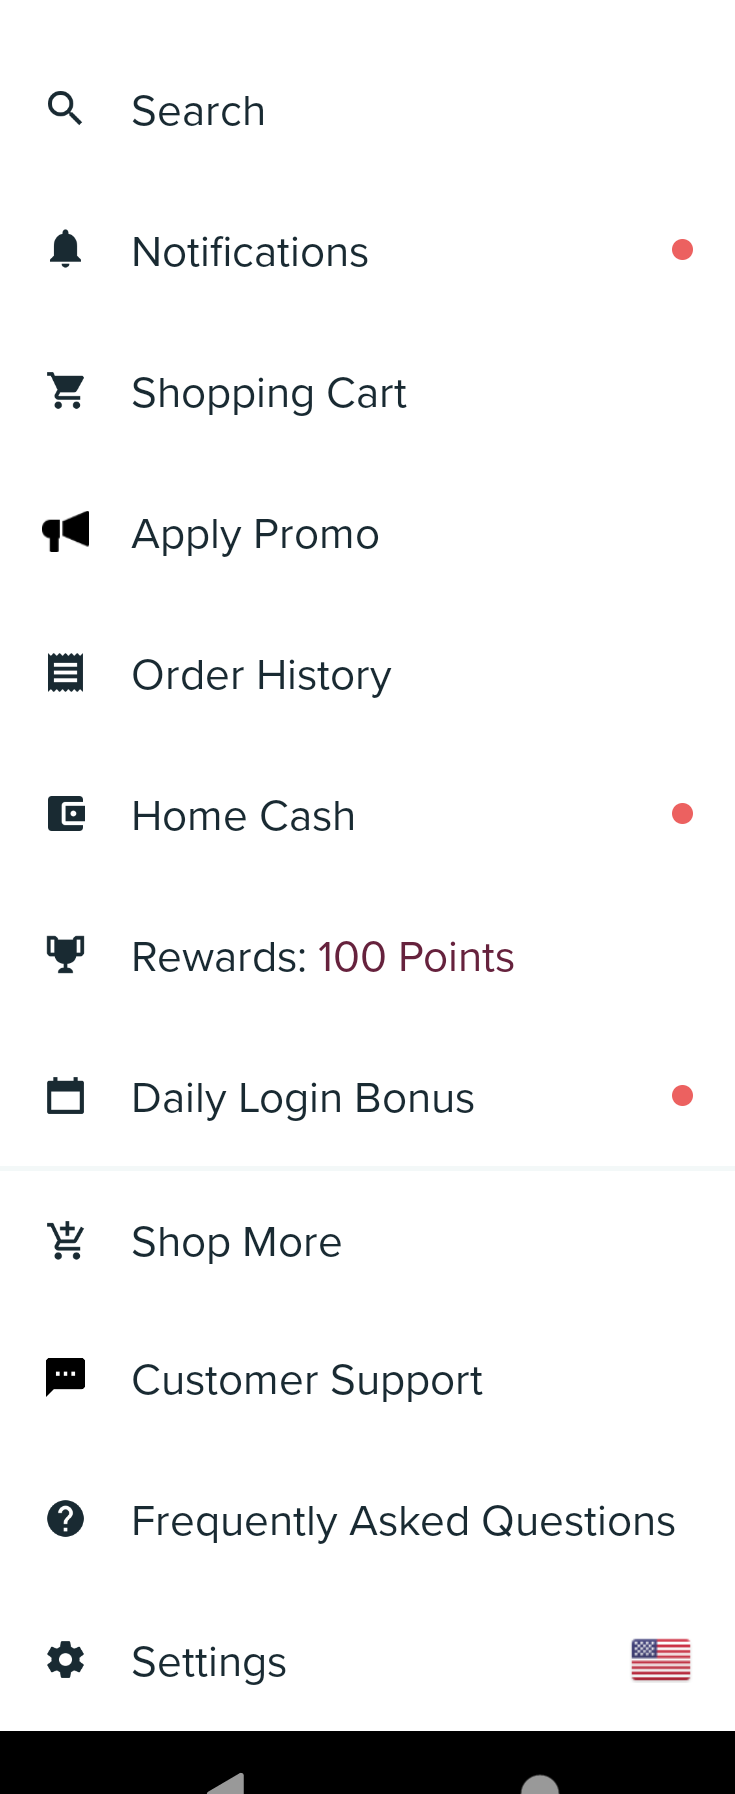 Search
Notifications
Shopping Cart
Apply Promo
Order History
Home Cash
Rewards: 100 Points
Daily Login Bonus
Shop More
Customer Support
Frequently Asked Questions
Settings